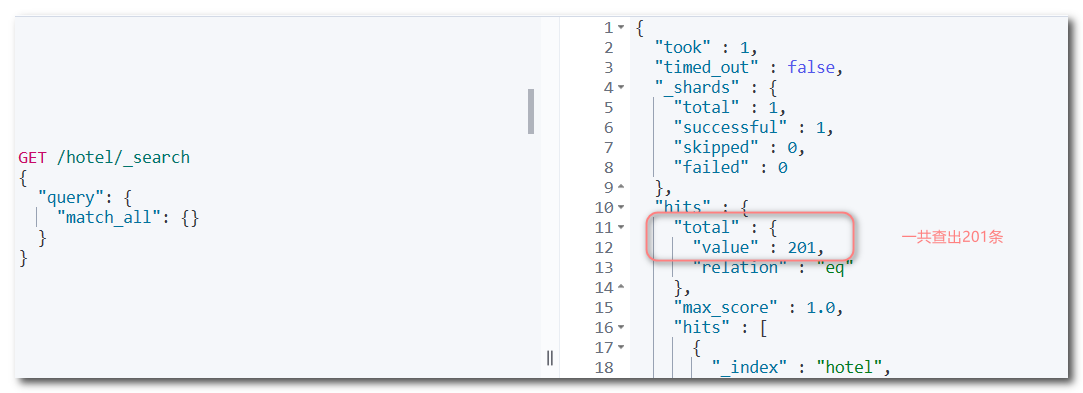 GET /hotel/_search
{
  "query": {
    "match_all": {}
  }
}
1 {
2   "took" : 1,
3   "timed_out" : false,
4   "_shards" : {
5     "total" : 1,
6     "successful" : 1,
7     "skipped" : 0,
8     "failed" : 0
9   },
10   "hits" : {
11     "total" : {
12       "value" : 201,
13       "relation" : "eq"
14     },
15     "max_score" : 1.0,
16     "hits" : [
17       {
18         "_index" : "hotel",
一共查出201条